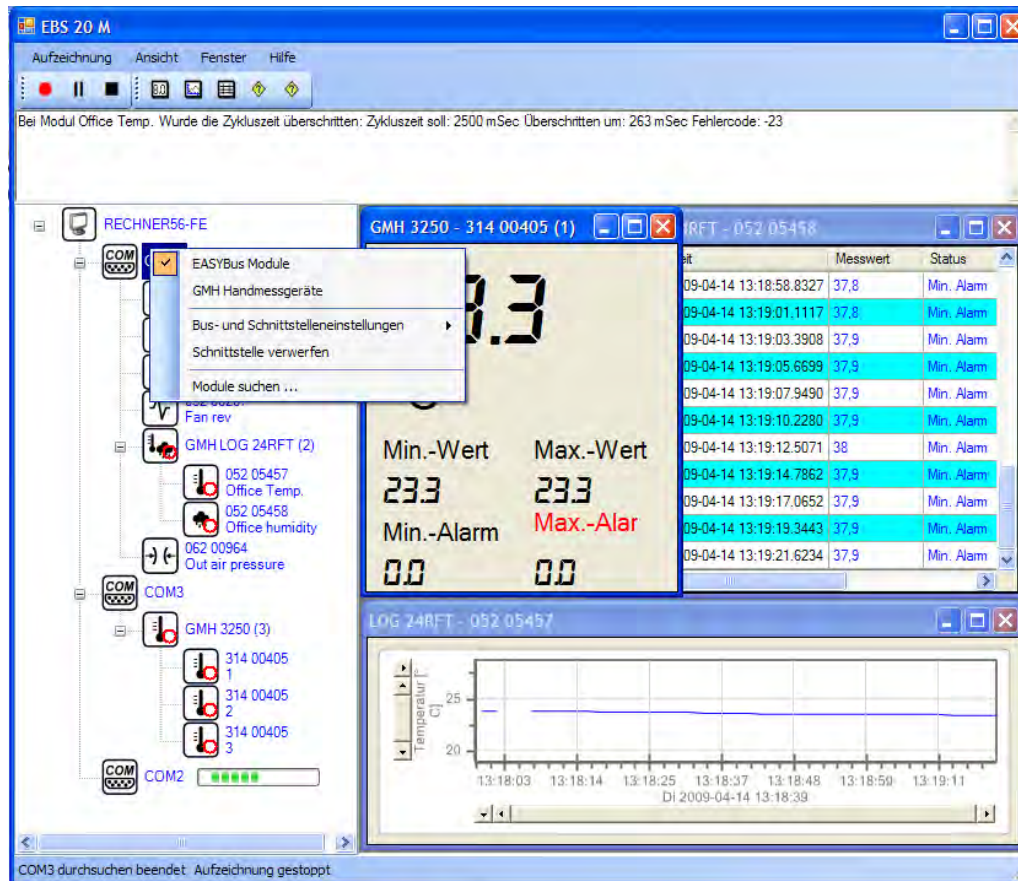 EBS 20 M
Aufzeichnung Ansicht Fenster Hilfe
Bei Modul Office Temp. Wurde die Zykluszeit überschritten: Zykluszeit soll: 2500 mSec Überschritten um: 263 mSec Fehlercode: -23
RECHNER56-FE
COM
EASYBus Module
GMH Handmessgeräte
Bus- und Schnittstelleneinstellungen
Schnittstelle verwerfen
Module suchen ...
Fan rev
GMH LOG 24RFT (2)
052 05457
Office Temp.
052 05458
Office humidity
062 00964
Out air pressure
COM
COM3
GMH 3250 (3)
314 00405
1
314 00405
2
314 00405
3
COM
COM2
GMH 3250 - 314 00405 (1)
.3
Min.-Wert Max.-Wert
23.3 23.3
Min.-Alarm Max.-Alar
0.0 0.0
RFT - 052 05458
eit Messwert Status
09-04-14 13:18:58.8327 37,8 Min. Alarm
09-04-14 13:19:01.1117 37,8 Min. Alarm
09-04-14 13:19:03.3908 37,9 Min. Alarm
09-04-14 13:19:05.6699 37,9 Min. Alarm
09-04-14 13:19:07.9490 37,9 Min. Alarm
09-04-14 13:19:10.2280 37,9 Min. Alarm
09-04-14 13:19:12.5071 38 Min. Alarm
09-04-14 13:19:14.7862 37,9 Min. Alarm
09-04-14 13:19:17.0652 37,9 Min. Alarm
09-04-14 13:19:19.3443 37,9 Min. Alarm
09-04-14 13:19:21.6234 37,9 Min. Alarm
LOG 24RFT - 052 05457
Temperatur [°
C]
25
20
13:18:03 13:18:14 13:18:25 13:18:37 13:18:48 13:18:59 13:19:11
Di 2009-04-14 13:18:39
COM3 durchsuchen beendet Aufzeichnung gestoppt